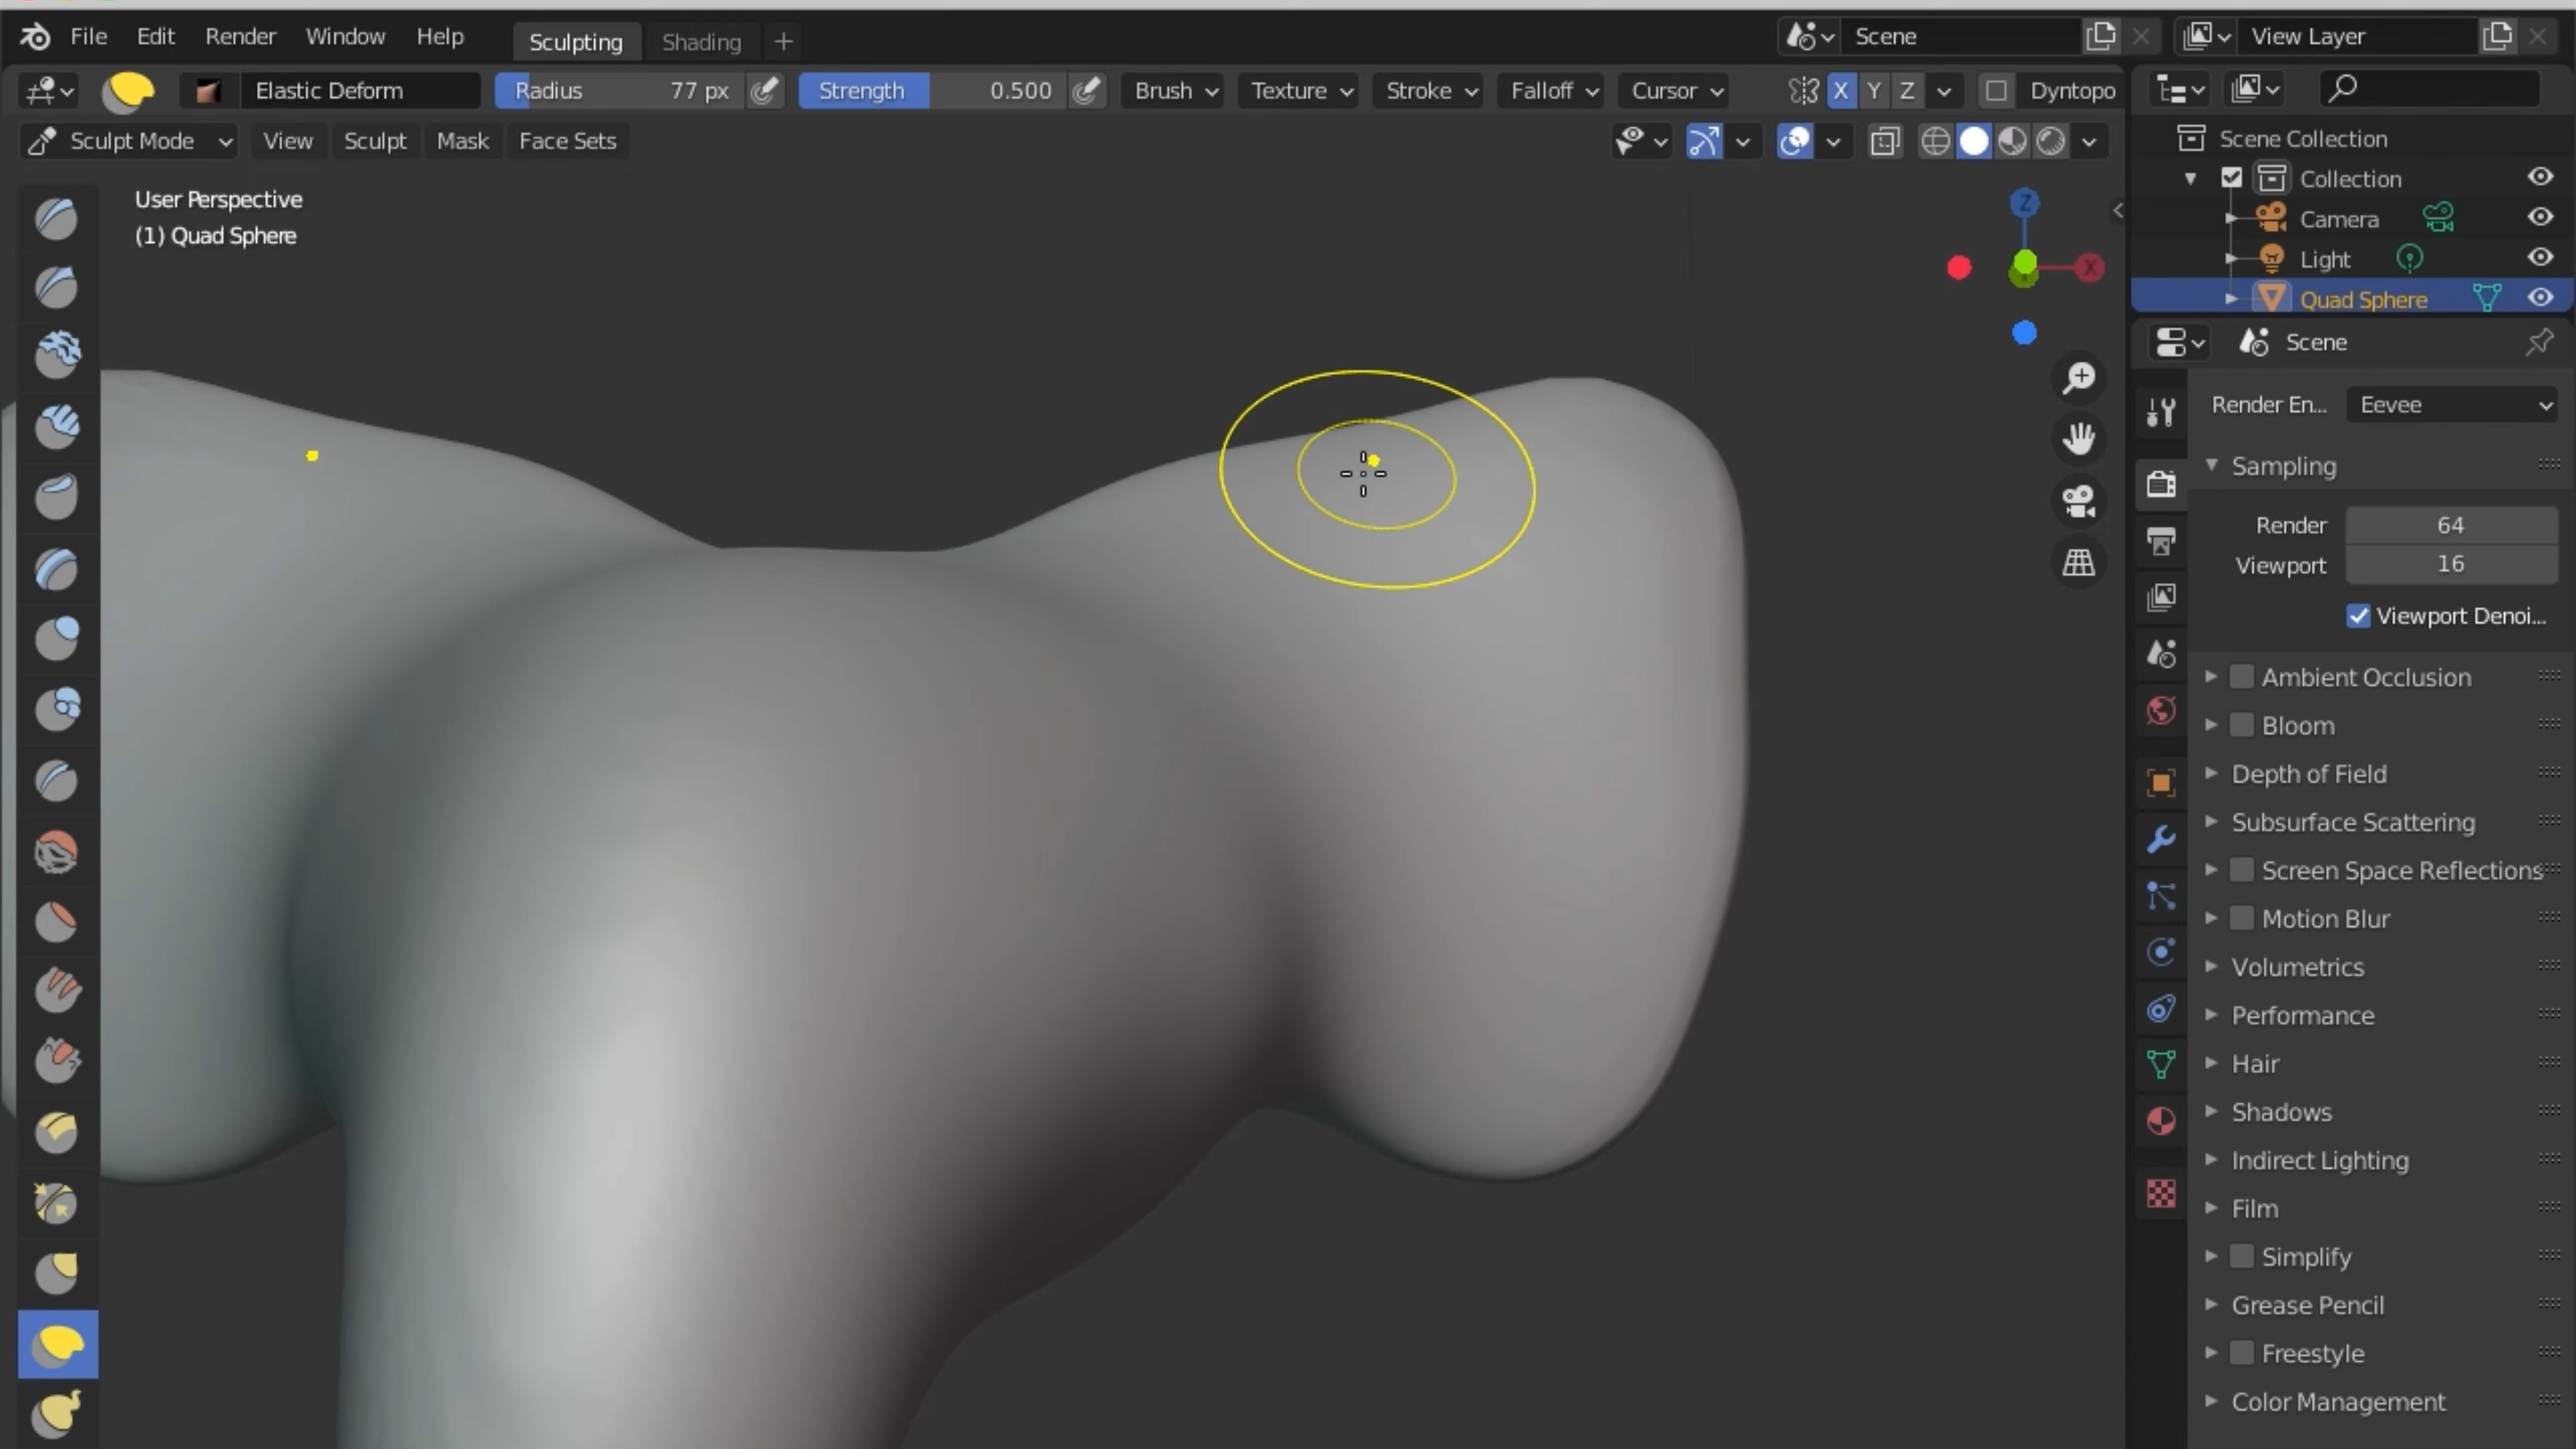 File Edit Render Window Help Sculpting Shading + Scene View Layer
Elastic Deform Radius 77 px Strength 0.500 Brush Texture Stroke Falloff Cursor X Y Z Dyntopo
Sculpt Mode View Sculpt Mask Face Sets
User Perspective
(1) Quad Sphere
Z
X
Scene Collection
Collection
Camera
Light
Quad Sphere
Scene
Render En... Eevee
Sampling
Render 64
Viewport 16
Viewport Denoi...
Ambient Occlusion
Bloom
Depth of Field
Subsurface Scattering
Screen Space Reflections
Motion Blur
Volumetrics
Performance
Hair
Shadows
Indirect Lighting
Film
Simplify
Grease Pencil
Freestyle
Color Management